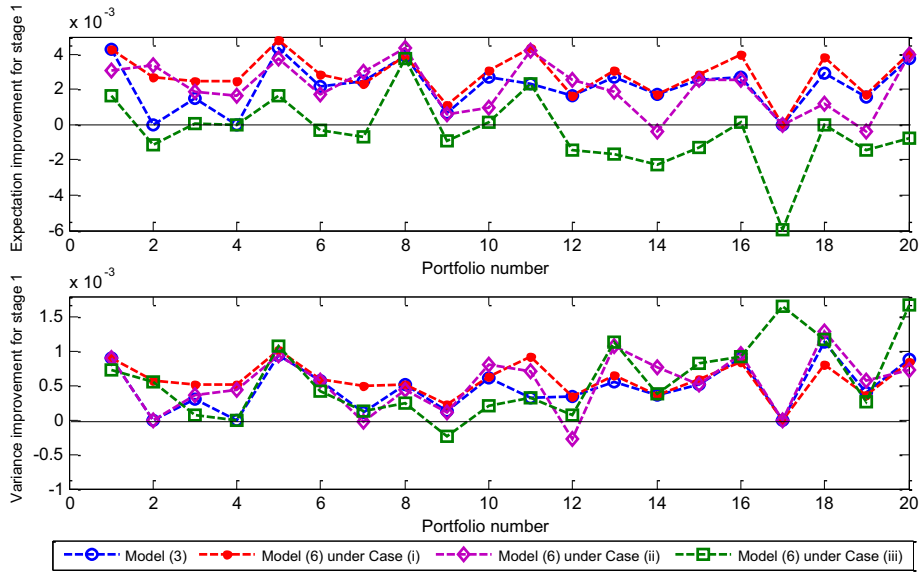 x 10 -3
Expectation improvement for stage 1
4
2
0
-2
-4
-6
0 2 4 6 8 10 12 14 16 18 20
Portfolio number
x 10 -3
Variance improvement for stage 1
1.5
1
0.5
0
-0.5
-1
0 2 4 6 8 10 12 14 16 18 20
Portfolio number
Model (3) Model (6) under Case (i) Model (6) under Case (ii) Model (6) under Case (iii)